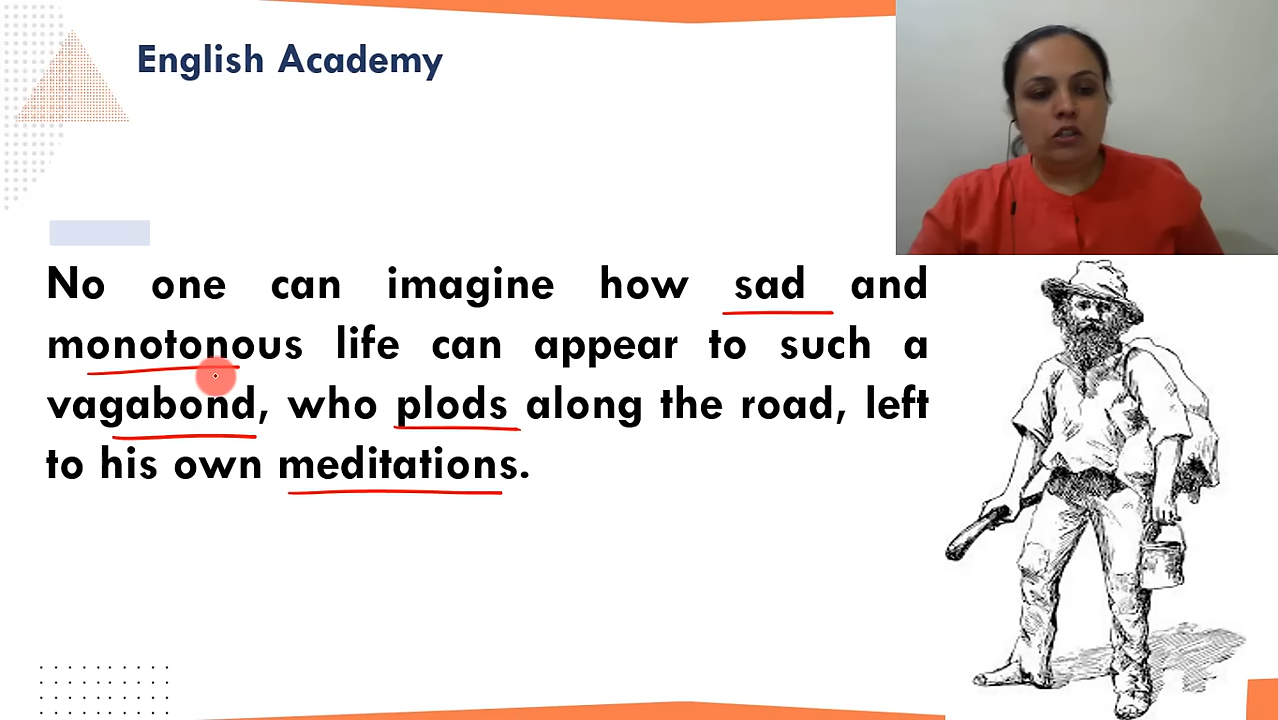 English Academy
No one can imagine how sad and
monotonous life can appear to such a
vagabond, who plods along the road, left
to his own meditations.